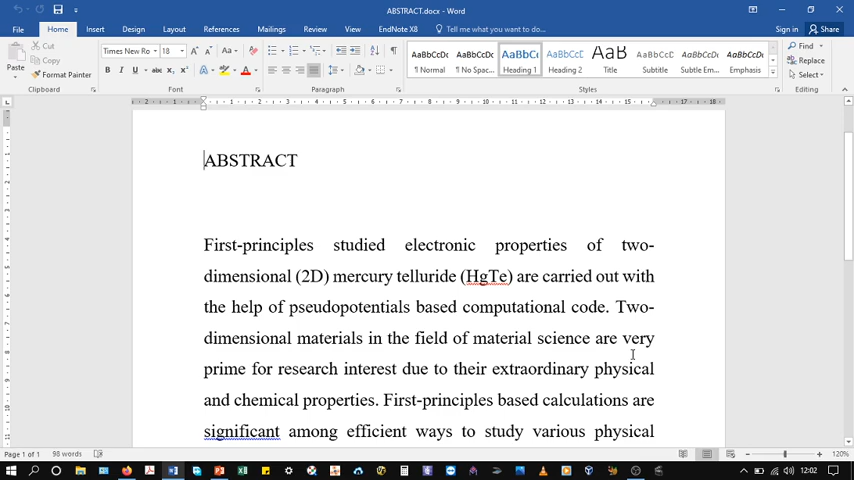 ABSTRACT.docx - Word
File Home Insert Design Layout References Mailings Review View EndNote X8 Tell me what you want to do... Sign in Share
Paste Cut Copy Format Painter Clipboard
Times New Ro 18 Font
Paragraph
AaBbCcDc AaBbCcDc AaBbC AaBbCcD AaBb AaBbCcD AaBbCcDc AaBbCcDc
¶ Normal ¶ No Spac... Heading 1 Heading 2 Title Subtitle Subtle Em... Emphasis
Styles
Find Replace Select Editing
ABSTRACT
First-principles studied electronic properties of two-
dimensional (2D) mercury telluride (HgTe) are carried out with
the help of pseudopotentials based computational code. Two-
dimensional materials in the field of material science are very
prime for research interest due to their extraordinary physical
and chemical properties. First-principles based calculations are
significant among efficient ways to study various physical
Page 1 of 1 98 words 120%
12:02